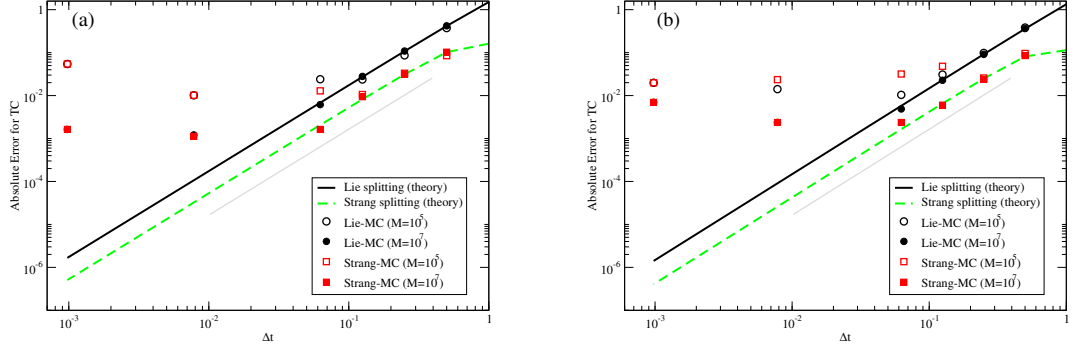 (a)
Absolute Error for TC
1
10^-2
10^-4
10^-6
Lie splitting (theory)
Strang splitting (theory)
Lie-MC (M=10^5)
Lie-MC (M=10^7)
Strang-MC (M=10^5)
Strang-MC (M=10^7)
10^-3
10^-2
10^-1
1
Δt
(b)
Absolute Error for TC
1
10^-2
10^-4
10^-6
Lie splitting (theory)
Strang splitting (theory)
Lie-MC (M=10^5)
Lie-MC (M=10^7)
Strang-MC (M=10^5)
Strang-MC (M=10^7)
10^-3
10^-2
10^-1
1
Δt